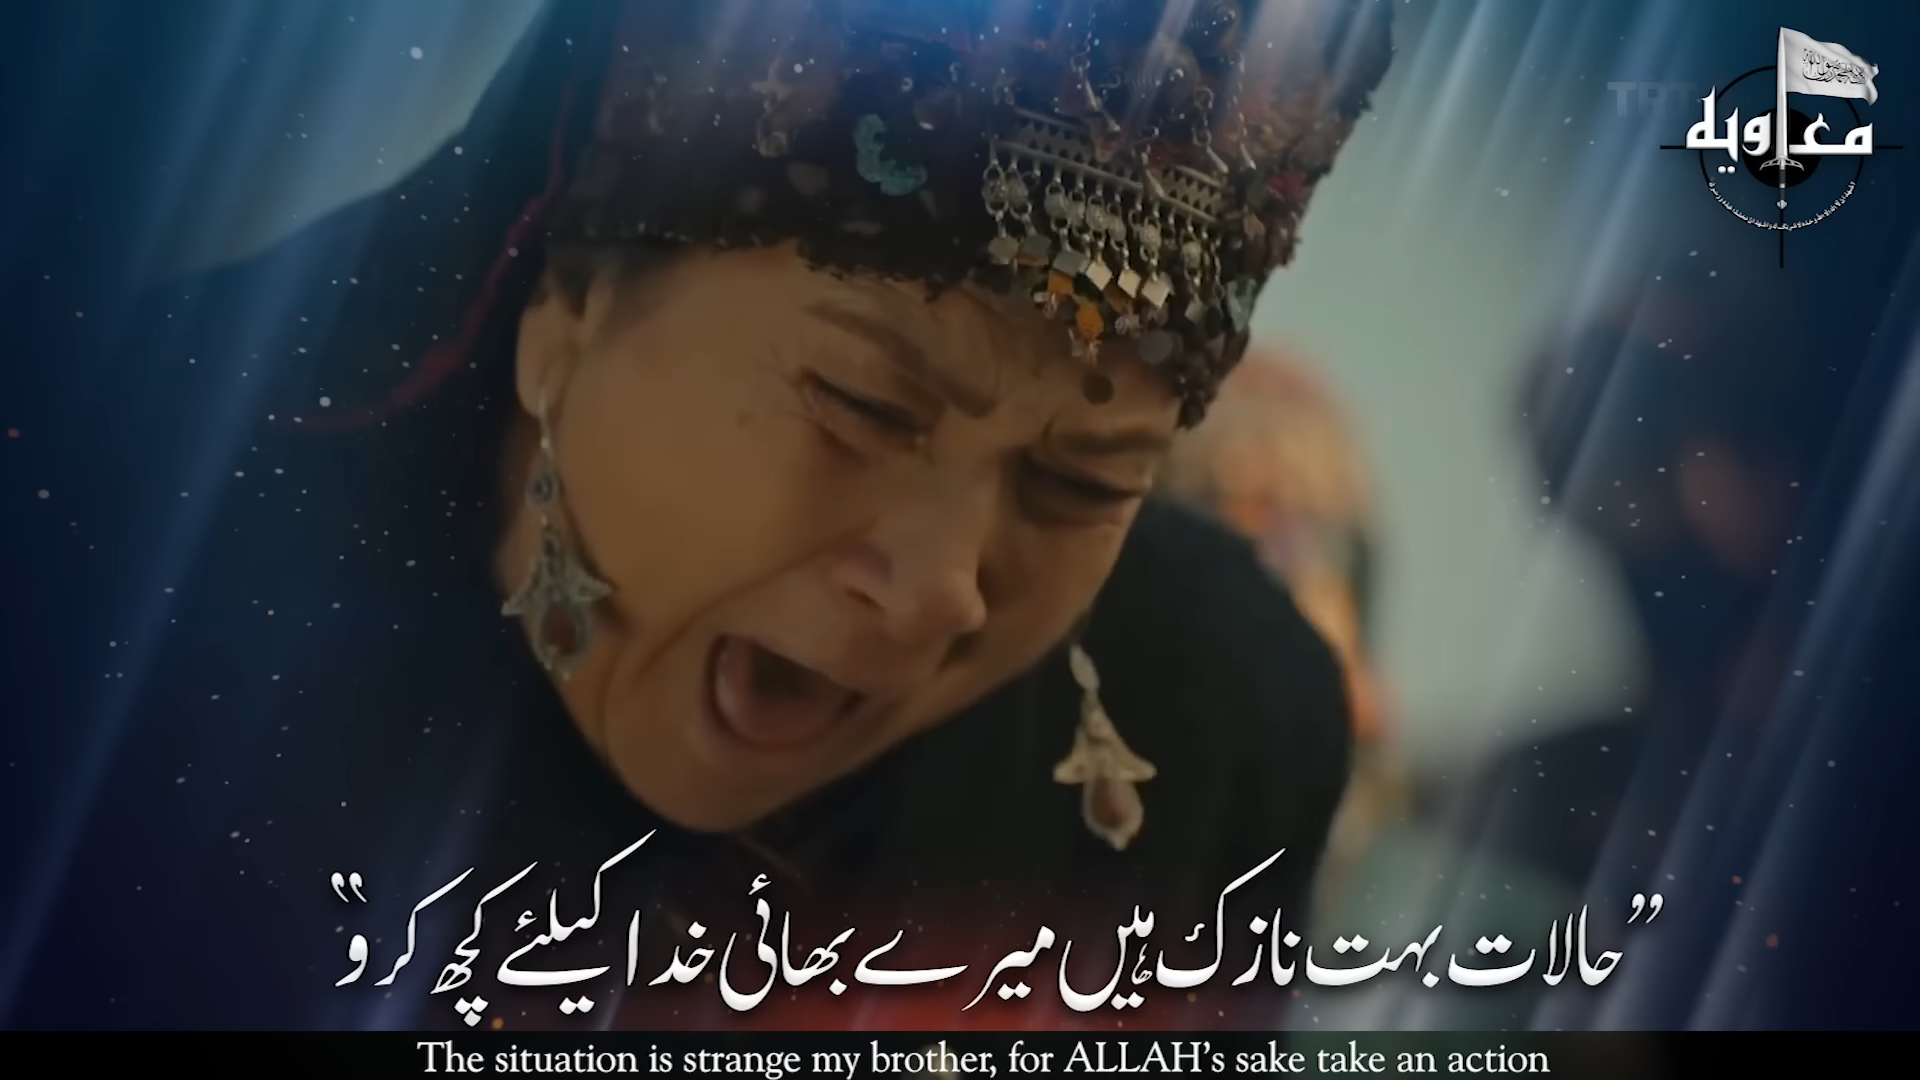 TRT
معاویہ
”حالات بہت نازک ہیں میرے بھائی خدا کیلئے کچھ کرو“
The situation is strange my brother, for ALLAH’s sake take an action